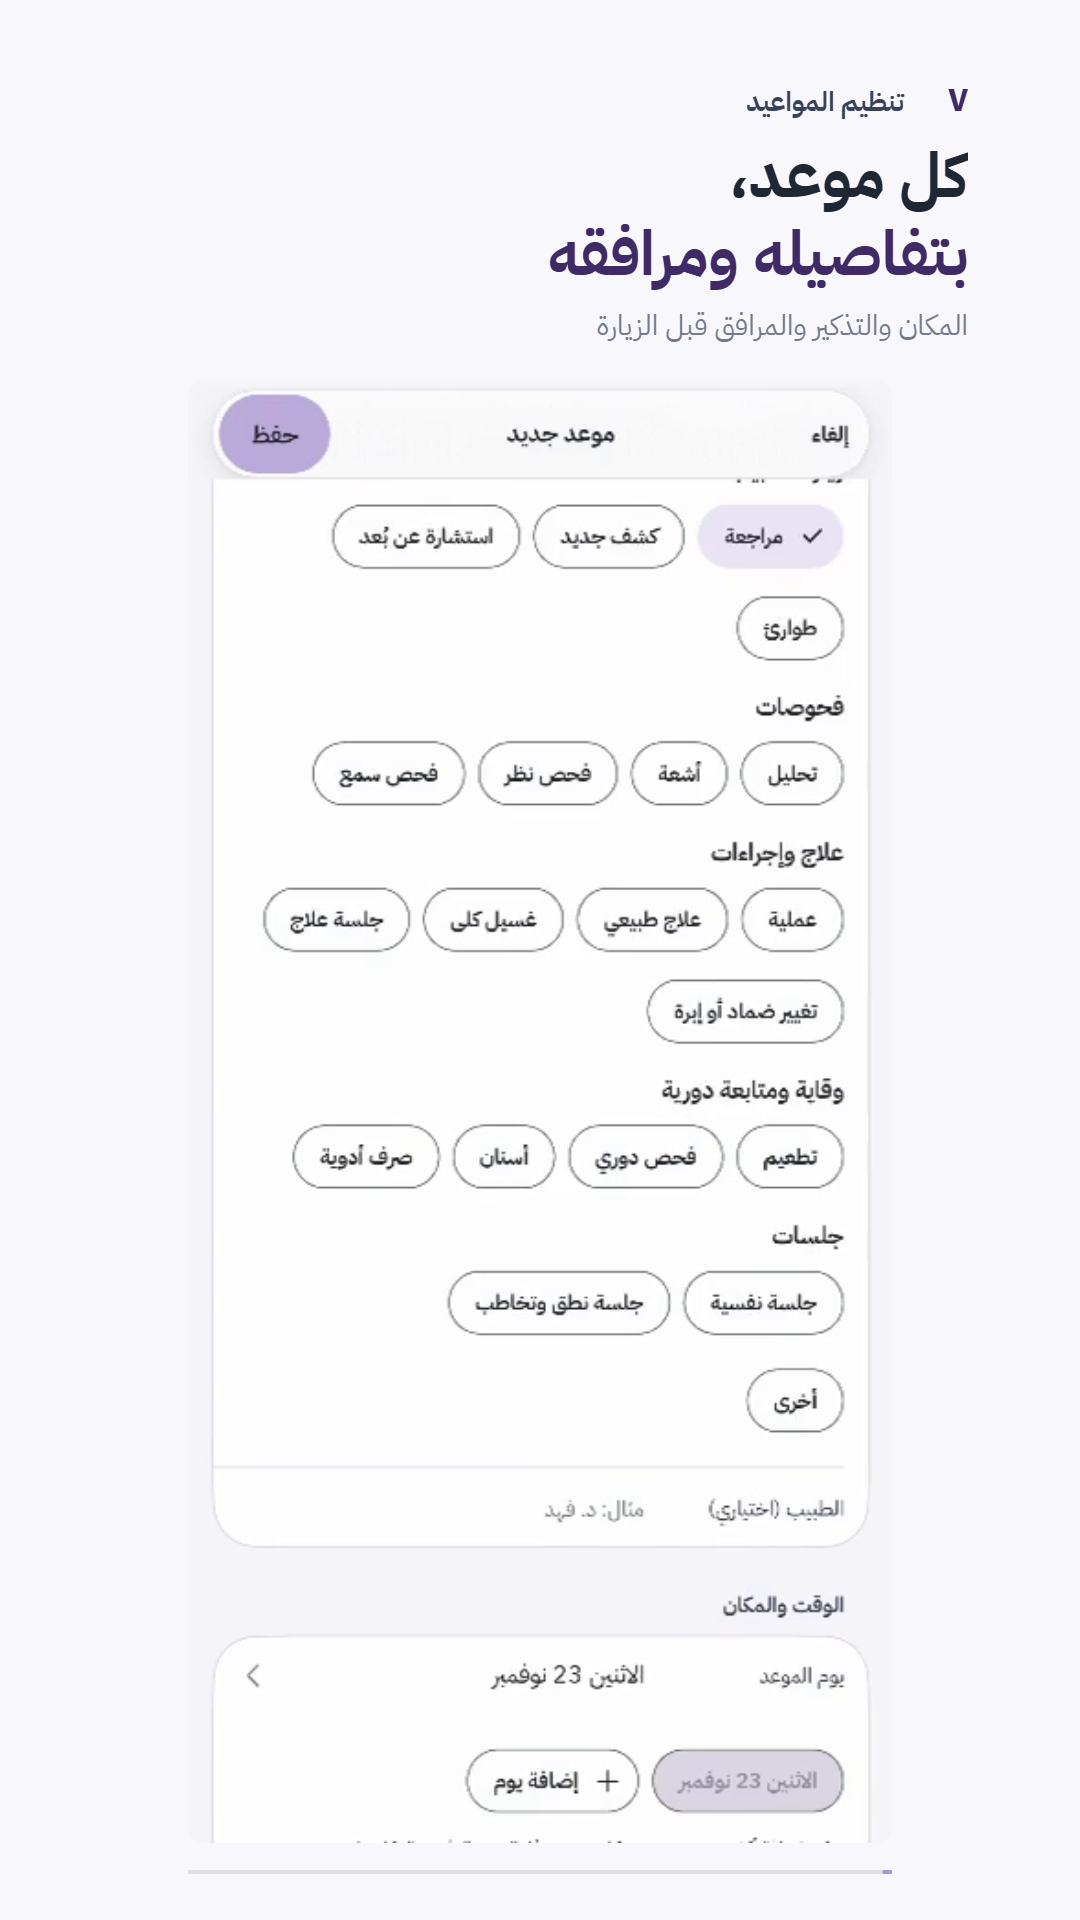 ٧ تنظيم المواعيد
كل موعد،
بتفاصيله ومرافقه
المكان والتذكير والمرافق قبل الزيارة
إلغاء موعد جديد حفظ
مراجعة كشف جديد استشارة عن بُعد
طوارئ
فحوصات
تحليل أشعة فحص نظر فحص سمع
علاج وإجراءات
عملية علاج طبيعي غسيل كلى جلسة علاج
تغيير ضماد أو إبرة
وقاية ومتابعة دورية
تطعيم فحص دوري أسنان صرف أدوية
جلسات
جلسة نفسية جلسة نطق وتخاطب
أخرى
الطبيب (اختياري) مثال: د. فهد
الوقت والمكان
يوم الموعد الاثنين 23 نوفمبر
الاثنين 23 نوفمبر + إضافة يوم